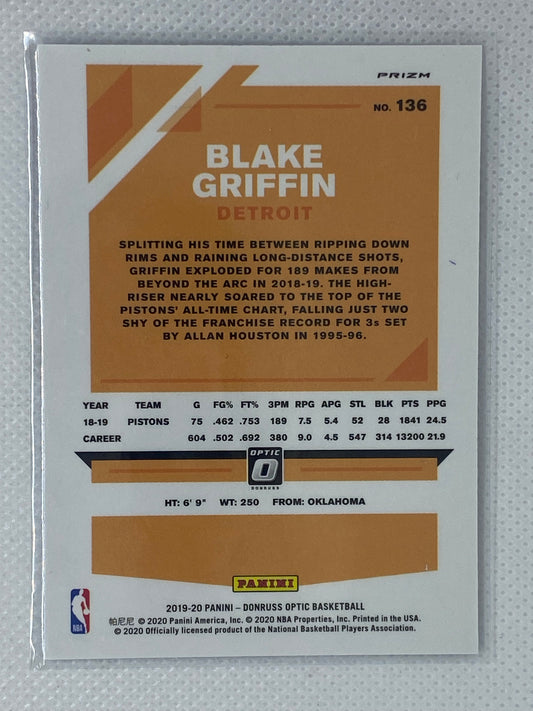 PRIZM
NO. 136
BLAKE
GRIFFIN
DETROIT
SPLITTING HIS TIME BETWEEN RIPPING DOWN
RIMS AND RAINING LONG-DISTANCE SHOTS,
GRIFFIN EXPLODED FOR 189 MAKES FROM
BEYOND THE ARC IN 2018-19. THE HIGH-
RISER NEARLY SOARED TO THE TOP OF THE
PISTONS' ALL-TIME CHART, FALLING JUST TWO
SHY OF THE FRANCHISE RECORD FOR 3s SET
BY ALLAN HOUSTON IN 1995-96.
YEAR TEAM G FG% FT% 3PM RPG APG STL BLK PTS PPG
18-19 PISTONS 75 .462 .753 189 7.5 5.4 52 28 1841 24.5
CAREER 604 .502 .692 380 9.0 4.5 547 314 13200 21.9
OPTIC
O
DONRUSS
HT: 6' 9" WT: 250 FROM: OKLAHOMA
PANINI
2019-20 PANINI – DONRUSS OPTIC BASKETBALL
帕尼尼 © 2020 Panini America, Inc. © 2020 NBA Properties, Inc. Printed in the USA.
© 2020 Officially licensed product of the National Basketball Players Association.
NBA